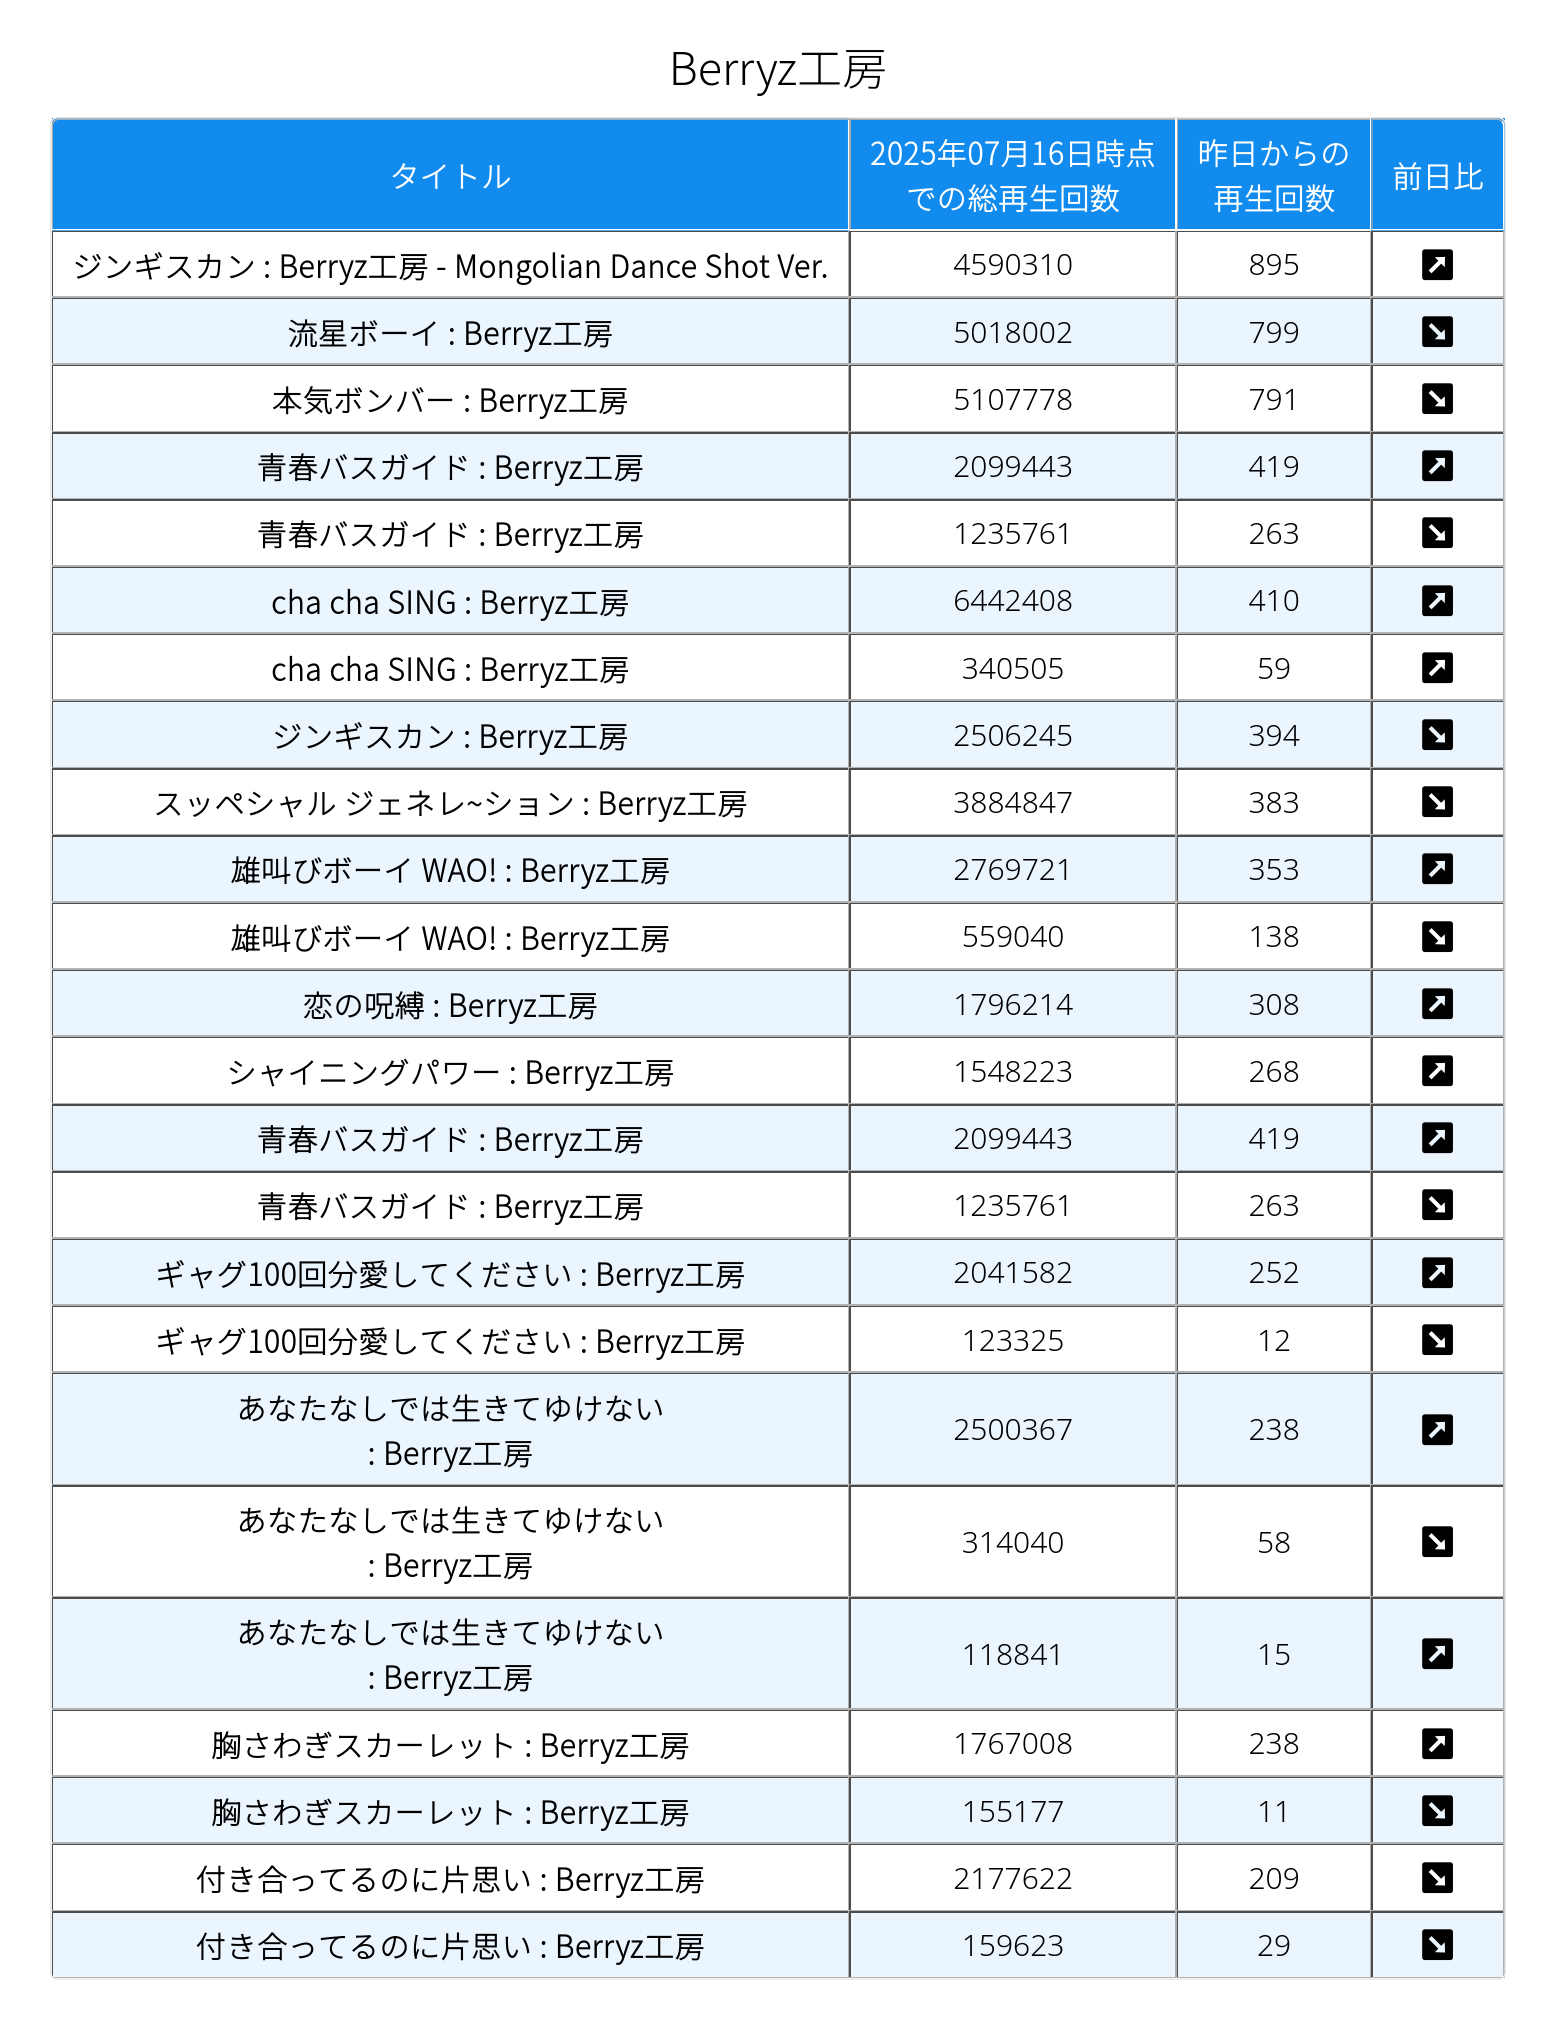 Berryz工房
タイトル
2025年07月16日時点
での総再生回数
昨日からの
再生回数
前日比
ジンギスカン : Berryz工房 - Mongolian Dance Shot Ver. 4590310 895
流星ボーイ : Berryz工房 5018002 799
本気ボンバー : Berryz工房 5107778 791
青春バスガイド : Berryz工房 2099443 419
青春バスガイド : Berryz工房 1235761 263
cha cha SING : Berryz工房 6442408 410
cha cha SING : Berryz工房 340505 59
ジンギスカン : Berryz工房 2506245 394
スッペシャル ジェネレ~ション : Berryz工房 3884847 383
雄叫びボーイ WAO! : Berryz工房 2769721 353
雄叫びボーイ WAO! : Berryz工房 559040 138
恋の呪縛 : Berryz工房 1796214 308
シャイニングパワー : Berryz工房 1548223 268
青春バスガイド : Berryz工房 2099443 419
青春バスガイド : Berryz工房 1235761 263
ギャグ100回分愛してください : Berryz工房 2041582 252
ギャグ100回分愛してください : Berryz工房 123325 12
あなたなしでは生きてゆけない
: Berryz工房 2500367 238
あなたなしでは生きてゆけない
: Berryz工房 314040 58
あなたなしでは生きてゆけない
: Berryz工房 118841 15
胸さわぎスカーレット : Berryz工房 1767008 238
胸さわぎスカーレット : Berryz工房 155177 11
付き合ってるのに片思い : Berryz工房 2177622 209
付き合ってるのに片思い : Berryz工房 159623 29